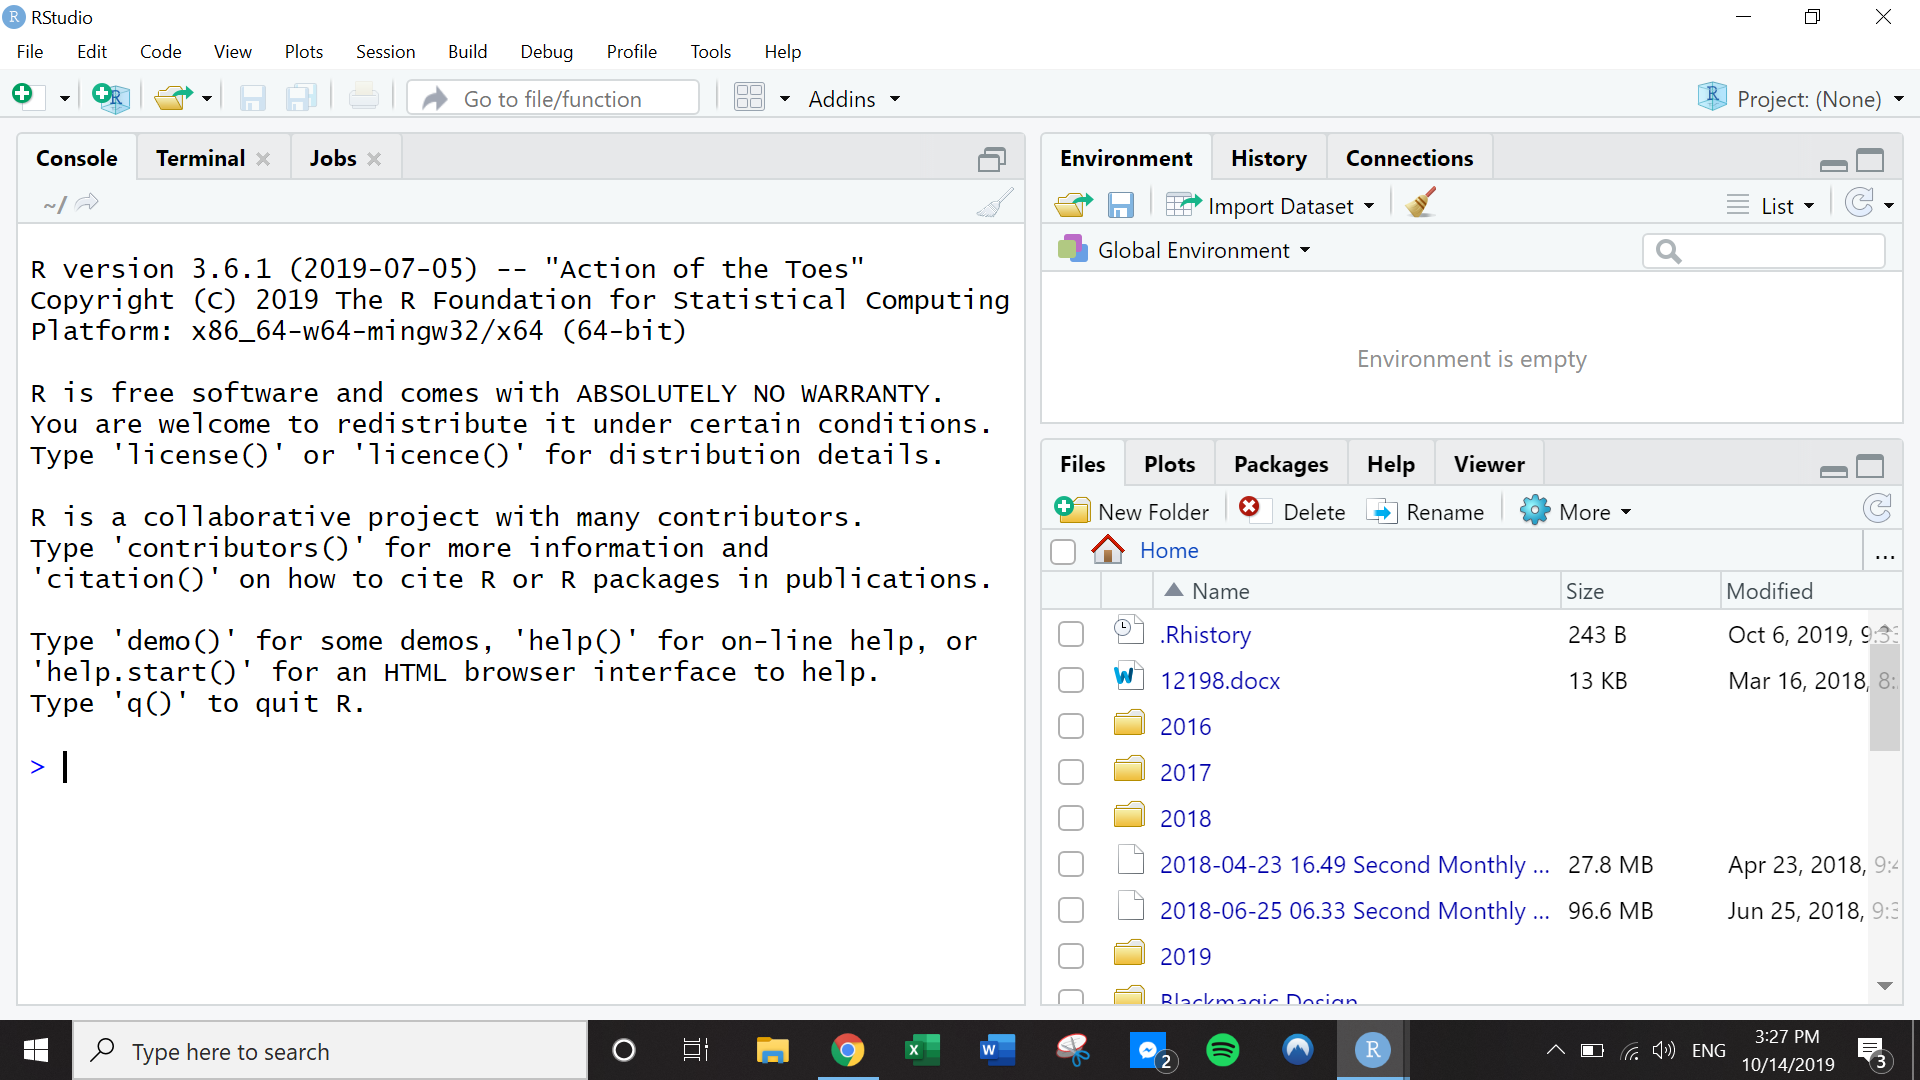 RStudio
File Edit Code View Plots Session Build Debug Profile Tools Help
Go to file/function Addins Project: (None)
Console Terminal Jobs
~/
R version 3.6.1 (2019-07-05) -- "Action of the Toes"
Copyright (C) 2019 The R Foundation for Statistical Computing
Platform: x86_64-w64-mingw32/x64 (64-bit)
R is free software and comes with ABSOLUTELY NO WARRANTY.
You are welcome to redistribute it under certain conditions.
Type 'license()' or 'licence()' for distribution details.
R is a collaborative project with many contributors.
Type 'contributors()' for more information and
'citation()' on how to cite R or R packages in publications.
Type 'demo()' for some demos, 'help()' for on-line help, or
'help.start()' for an HTML browser interface to help.
Type 'q()' to quit R.
>
Environment History Connections
Import Dataset List
Global Environment
Environment is empty
Files Plots Packages Help Viewer
New Folder Delete Rename More
Home ...
Name Size Modified
.Rhistory 243 B Oct 6, 2019, 9:33
12198.docx 13 KB Mar 16, 2018, 8:
2016
2017
2018
2018-04-23 16.49 Second Monthly ... 27.8 MB Apr 23, 2018, 9:4
2018-06-25 06.33 Second Monthly ... 96.6 MB Jun 25, 2018, 9:3
2019
Blackmagic Design
Type here to search
2
ENG
3:27 PM
10/14/2019
3